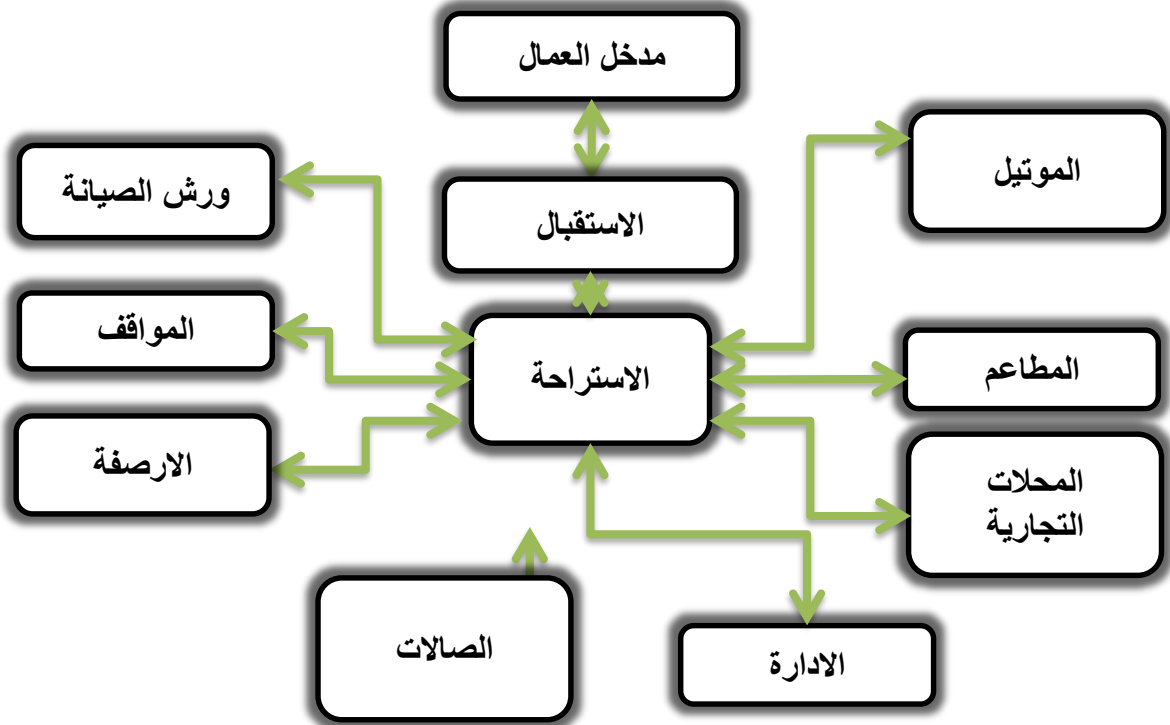 مدخل العمال
الموتيل
ورش الصيانة
الاستقبال
المواقف
الاستراحة
المطاعم
الارصفة
المحلات
التجارية
الصالات
الادارة